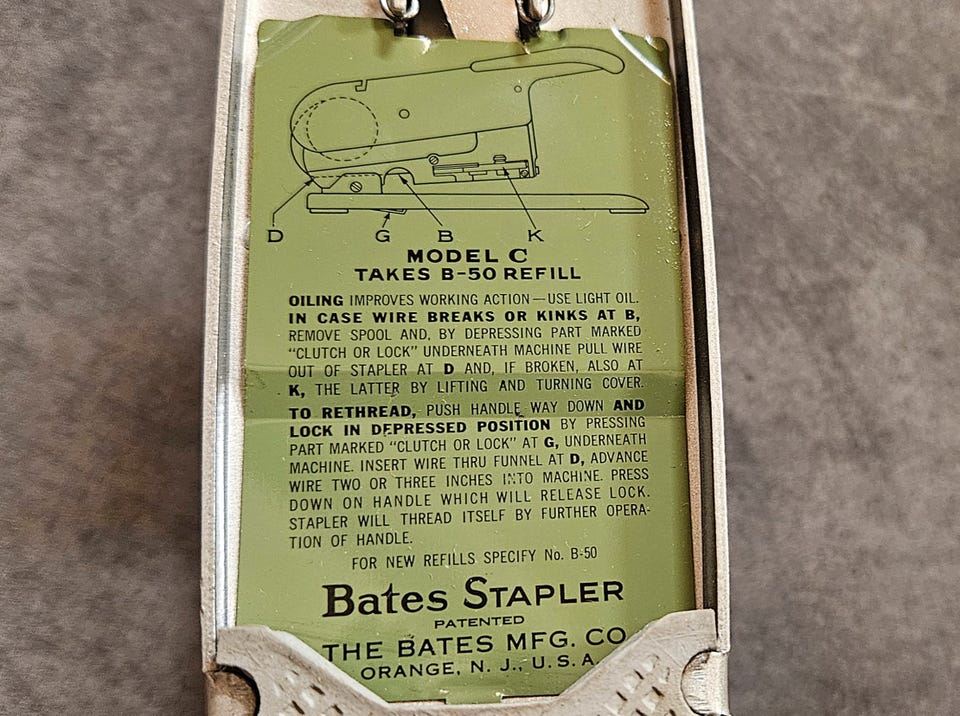 D G B K
MODEL C
TAKES B-50 REFILL
OILING IMPROVES WORKING ACTION—USE LIGHT OIL.
IN CASE WIRE BREAKS OR KINKS AT B,
REMOVE SPOOL AND, BY DEPRESSING PART MARKED
"CLUTCH OR LOCK" UNDERNEATH MACHINE PULL WIRE
OUT OF STAPLER AT D AND, IF BROKEN, ALSO AT
K, THE LATTER BY LIFTING AND TURNING COVER.
TO RETHREAD, PUSH HANDLE WAY DOWN AND
LOCK IN DEPRESSED POSITION BY PRESSING
PART MARKED "CLUTCH OR LOCK" AT G, UNDERNEATH
MACHINE. INSERT WIRE THRU FUNNEL AT D, ADVANCE
WIRE TWO OR THREE INCHES INTO MACHINE. PRESS
DOWN ON HANDLE WHICH WILL RELEASE LOCK.
STAPLER WILL THREAD ITSELF BY FURTHER OPERA-
TION OF HANDLE.
FOR NEW REFILLS SPECIFY No. B-50
Bates STAPLER
PATENTED
THE BATES MFG. CO
ORANGE, N. J., U. S. A.